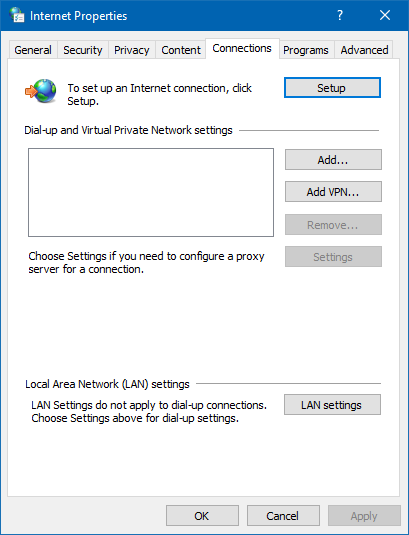 Internet Properties
?
General Security Privacy Content Connections Programs Advanced
To set up an Internet connection, click
Setup.
Setup
Dial-up and Virtual Private Network settings
Add...
Add VPN...
Remove...
Choose Settings if you need to configure a proxy
server for a connection.
Settings
Local Area Network (LAN) settings
LAN Settings do not apply to dial-up connections.
Choose Settings above for dial-up settings.
LAN settings
OK Cancel Apply